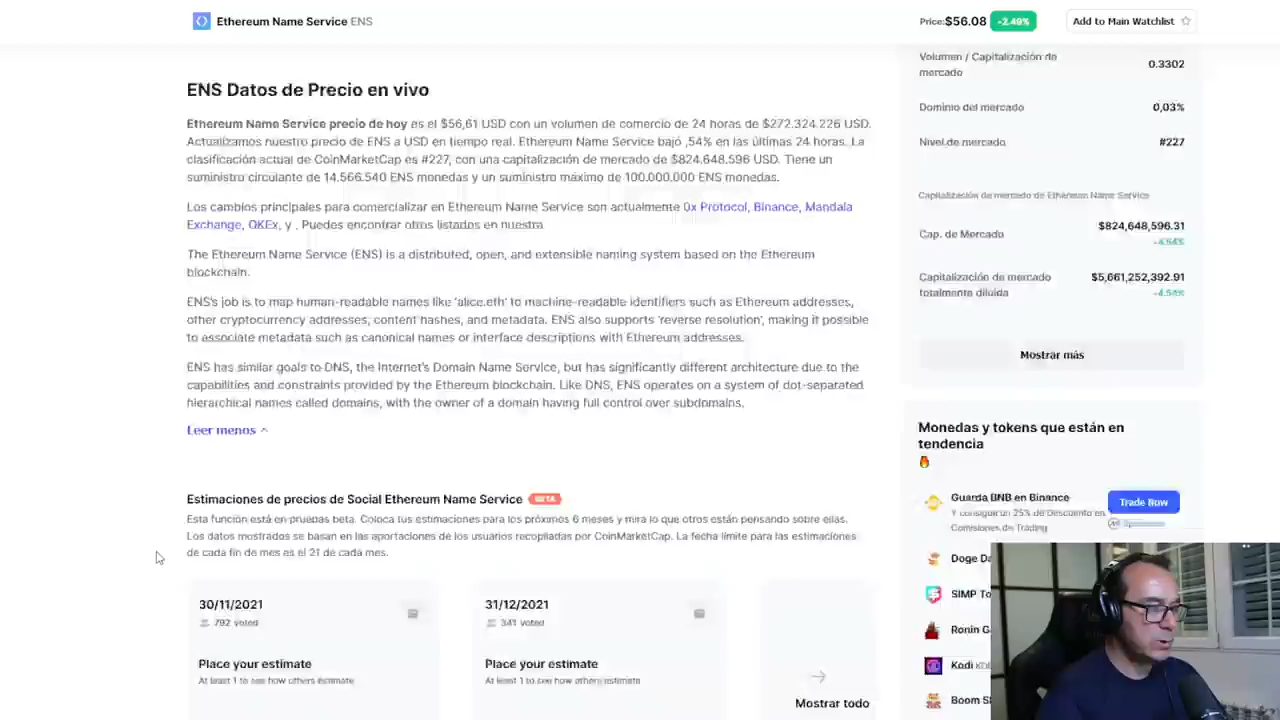 Ethereum Name Service ENS
Price:$56.08 -2.49% Add to Main Watchlist
ENS Datos de Precio en vivo
Ethereum Name Service precio de hoy es el $56,61 USD con un volumen de comercio de 24 horas de $272.324.226 USD.
Actualizamos nuestro precio de ENS a USD en tiempo real. Ethereum Name Service bajó ,54% en las últimas 24 horas. La
clasificación actual de CoinMarketCap es #227, con una capitalización de mercado de $824,648,596 USD. Tiene un
suministro circulante de 14.566.540 ENS monedas y un suministro máximo de 100.000.000 ENS monedas.
Los cambios principales para comercializar en Ethereum Name Service son actualmente 0x Protocol, Binance, Mandala
Exchange, OKEx, y . Puedes encontrar otros listados en nuestra
The Ethereum Name Service (ENS) is a distributed, open, and extensible naming system based on the Ethereum
blockchain.
ENS's job is to map human-readable names like 'alice.eth' to machine-readable identifiers such as Ethereum addresses,
other cryptocurrency addresses, content hashes, and metadata. ENS also supports 'reverse resolution', making it possible
to associate metadata such as canonical names or interface descriptions with Ethereum addresses.
ENS has similar goals to DNS, the Internet's Domain Name Service, but has significantly different architecture due to the
capabilities and constraints provided by the Ethereum blockchain. Like DNS, ENS operates on a system of dot-separated
hierarchical names called domains, with the owner of a domain having full control over subdomains.
Leer menos
Estimaciones de precios de Social Ethereum Name Service BETA
Esta función está en pruebas beta. Coloca tus estimaciones para los próximos 6 meses y mira lo que otros están pensando sobre ellas.
Los datos mostrados se basan en las aportaciones de los usuarios recopiladas por CoinMarketCap. La fecha límite para las estimaciones
de cada fin de mes es el 21 de cada mes.
30/11/2021
792 voted
Place your estimate
At least 1 to see how others estimate
31/12/2021
341 voted
Place your estimate
At least 1 to see how others estimate
Mostrar todo
Volumen / Capitalización de
mercado
0.3302
Dominio del mercado 0,03%
Nivel de mercado #227
Capitalización de mercado de Ethereum Name Service
Cap. de Mercado $824,648,596.31
-4.54%
Capitalización de mercado
totalmente diluida
$5,661,252,392.91
-4.54%
Mostrar más
Monedas y tokens que están en
tendencia
Guarda BNB en Binance
Y consigue un 25% de Descuento en
Comisiones de Trading
Trade Now
Doge Da
SIMP To
Ronin G
Kodi
Boom S